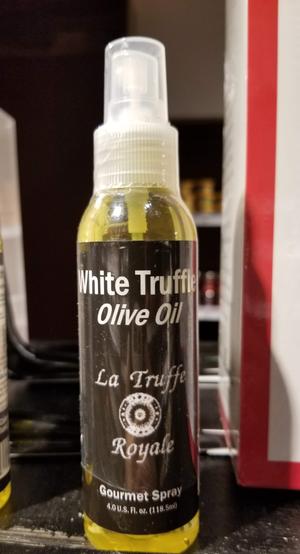 White Truffle
Olive Oil
La Truffe
Royale
Gourmet Spray
4.0 U.S. Fl. oz. (118.5ml)